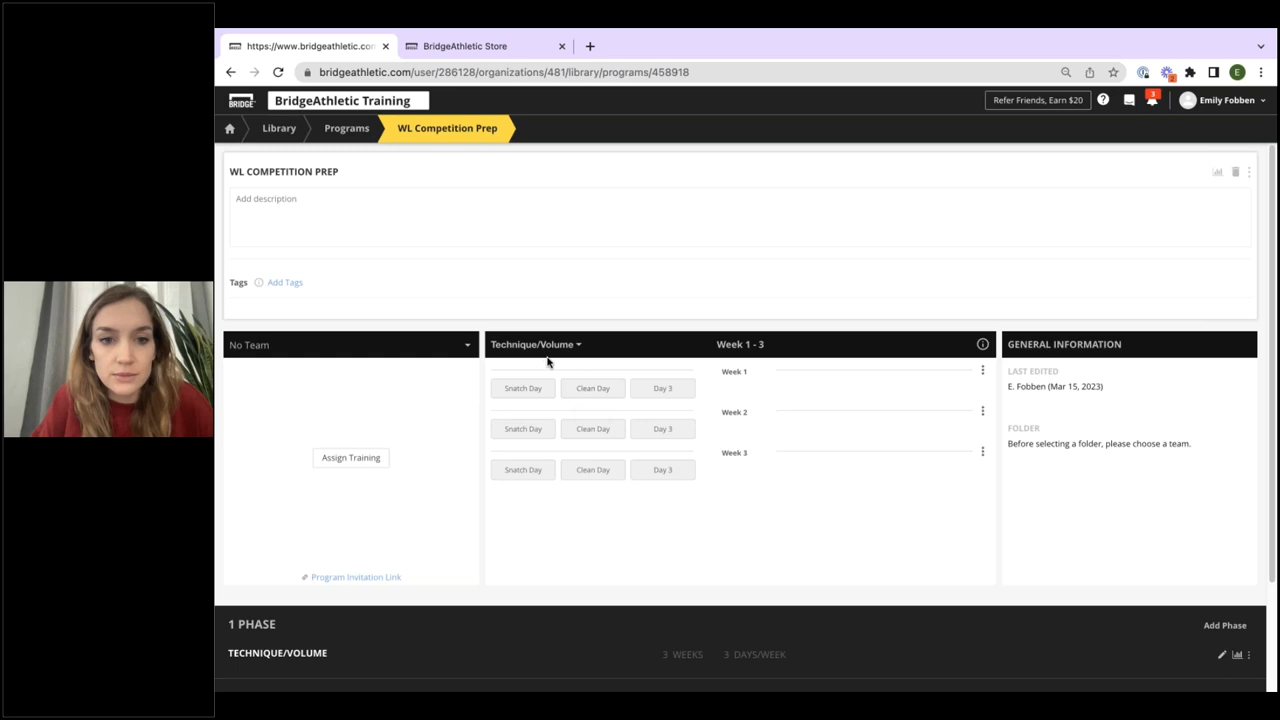 https://www.bridgeathletic.con
BridgeAthletic Store
bridgeathletic.com/user/286128/organizations/481/library/programs/458918
2
E
BRIDGE
BridgeAthletic Training
Refer Friends, Earn $20
3
Emily Fobben
Library
Programs
WL Competition Prep
WL COMPETITION PREP
Add description
Tags
Add Tags
No Team
Technique/Volume
Week 1 - 3
GENERAL INFORMATION
Week 1
LAST EDITED
Snatch Day
Clean Day
Day 3
E. Fobben (Mar 15, 2023)
Week 2
Snatch Day
Clean Day
Day 3
FOLDER
Before selecting a folder, please choose a team.
Week 3
Assign Training
Snatch Day
Clean Day
Day 3
Program Invitation Link
1 PHASE
Add Phase
TECHNIQUE/VOLUME
3 WEEKS
3 DAYS/WEEK